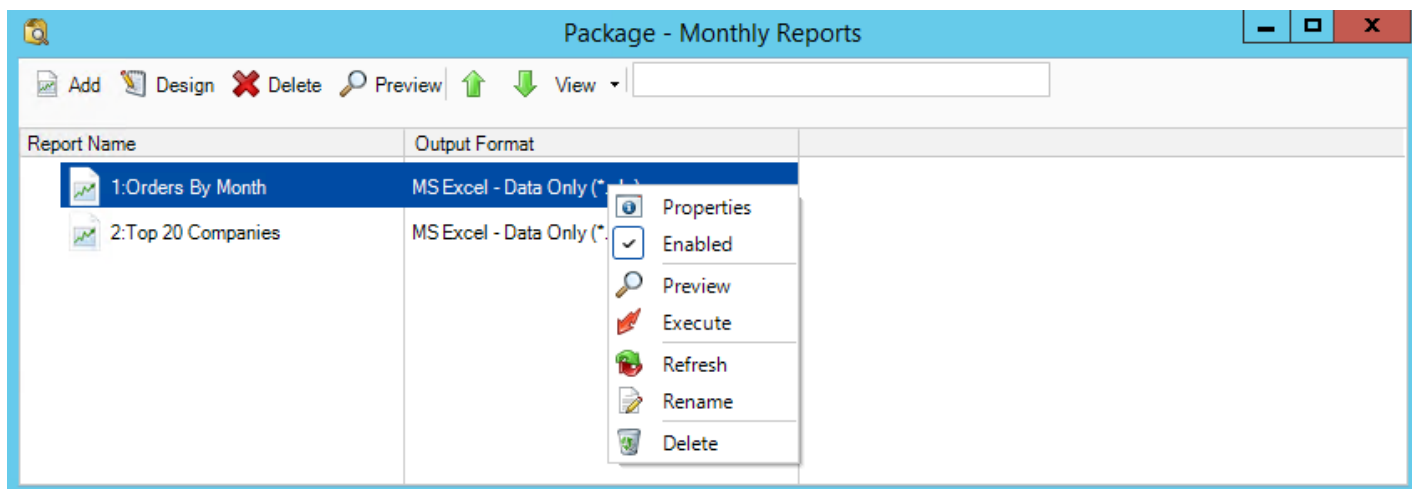 Package - Monthly Reports
Add Design Delete Preview View
Report Name Output Format
1:Orders By Month MS Excel - Data Only (*.
Properties
2:Top 20 Companies MS Excel - Data Only (*.
Enabled
Preview
Execute
Refresh
Rename
Delete